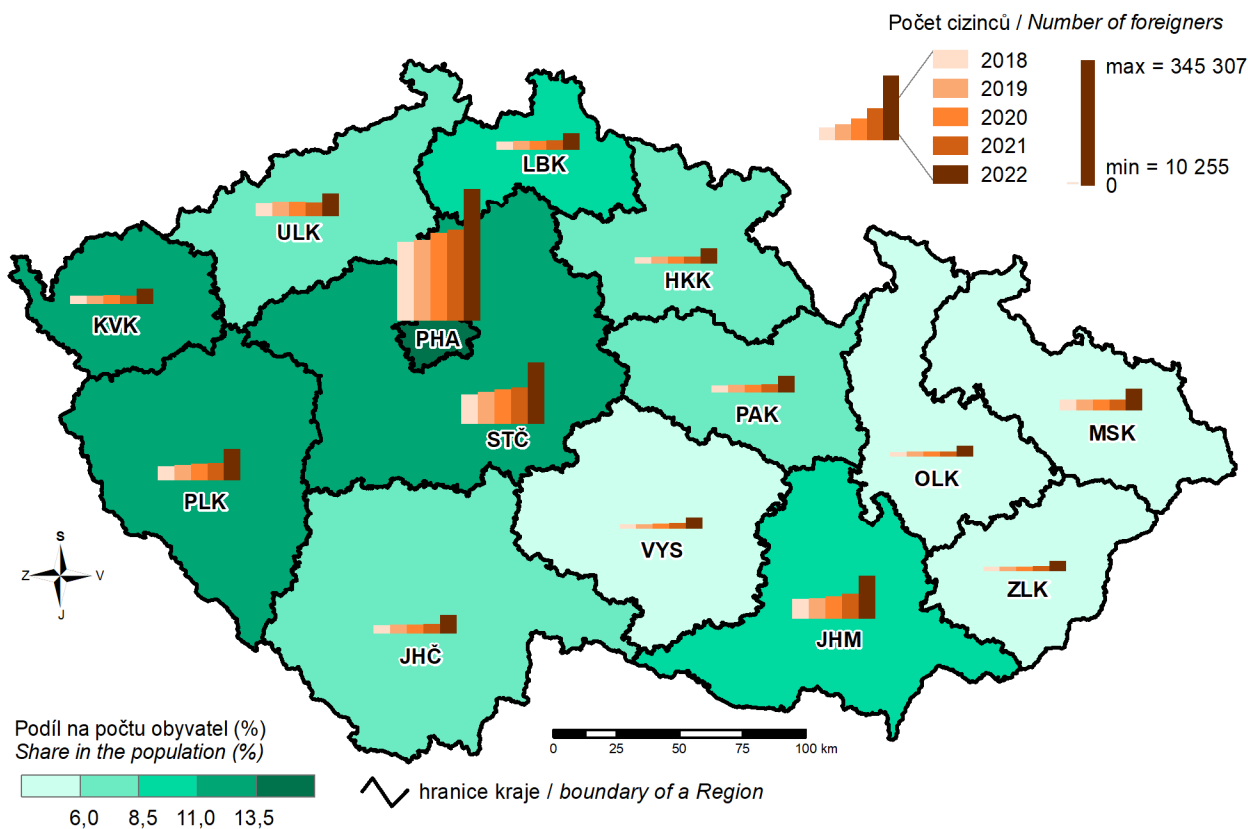 Počet cizinců / Number of foreigners
2018
2019
2020
2021
2022
max = 345 307
min = 10 255
0
LBK
ULK
HKK
KVK
PHA
PAK
MSK
STČ
OLK
PLK
VYS
ZLK
JHM
JHČ
S
Z V
J
Podíl na počtu obyvatel (%)
Share in the population (%)
6,0 8,5 11,0 13,5
0 25 50 75 100 km
hranice kraje / boundary of a Region